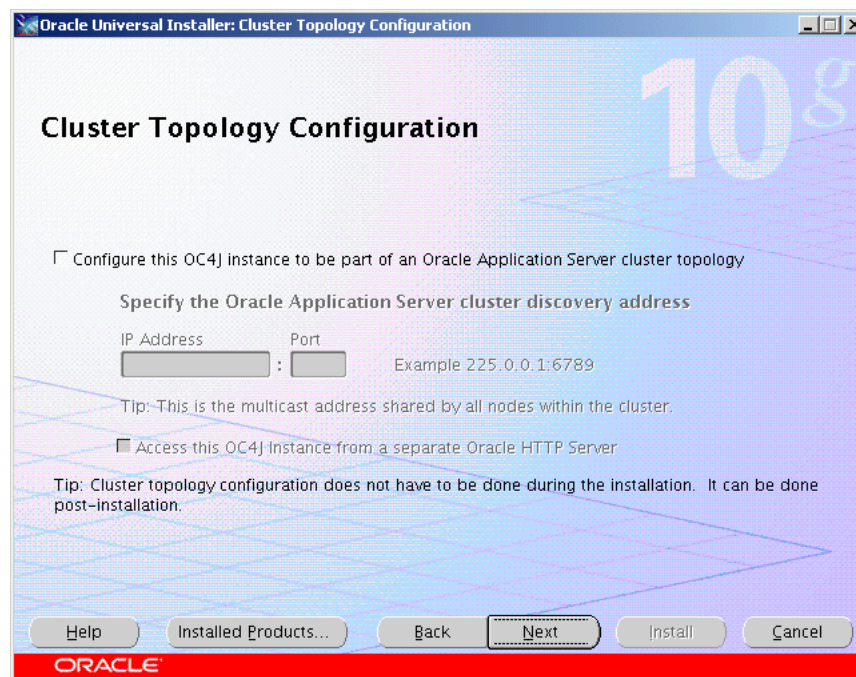 Oracle Universal Installer: Cluster Topology Configuration
10g
Cluster Topology Configuration
Configure this OC4J instance to be part of an Oracle Application Server cluster topology
Specify the Oracle Application Server cluster discovery address
IP Address Port
: Example 225.0.0.1:6789
Tip: This is the multicast address shared by all nodes within the cluster.
Access this OC4J Instance from a separate Oracle HTTP Server
Tip: Cluster topology configuration does not have to be done during the installation. It can be done
post-installation.
Help Installed Products... Back Next Install Cancel
ORACLE